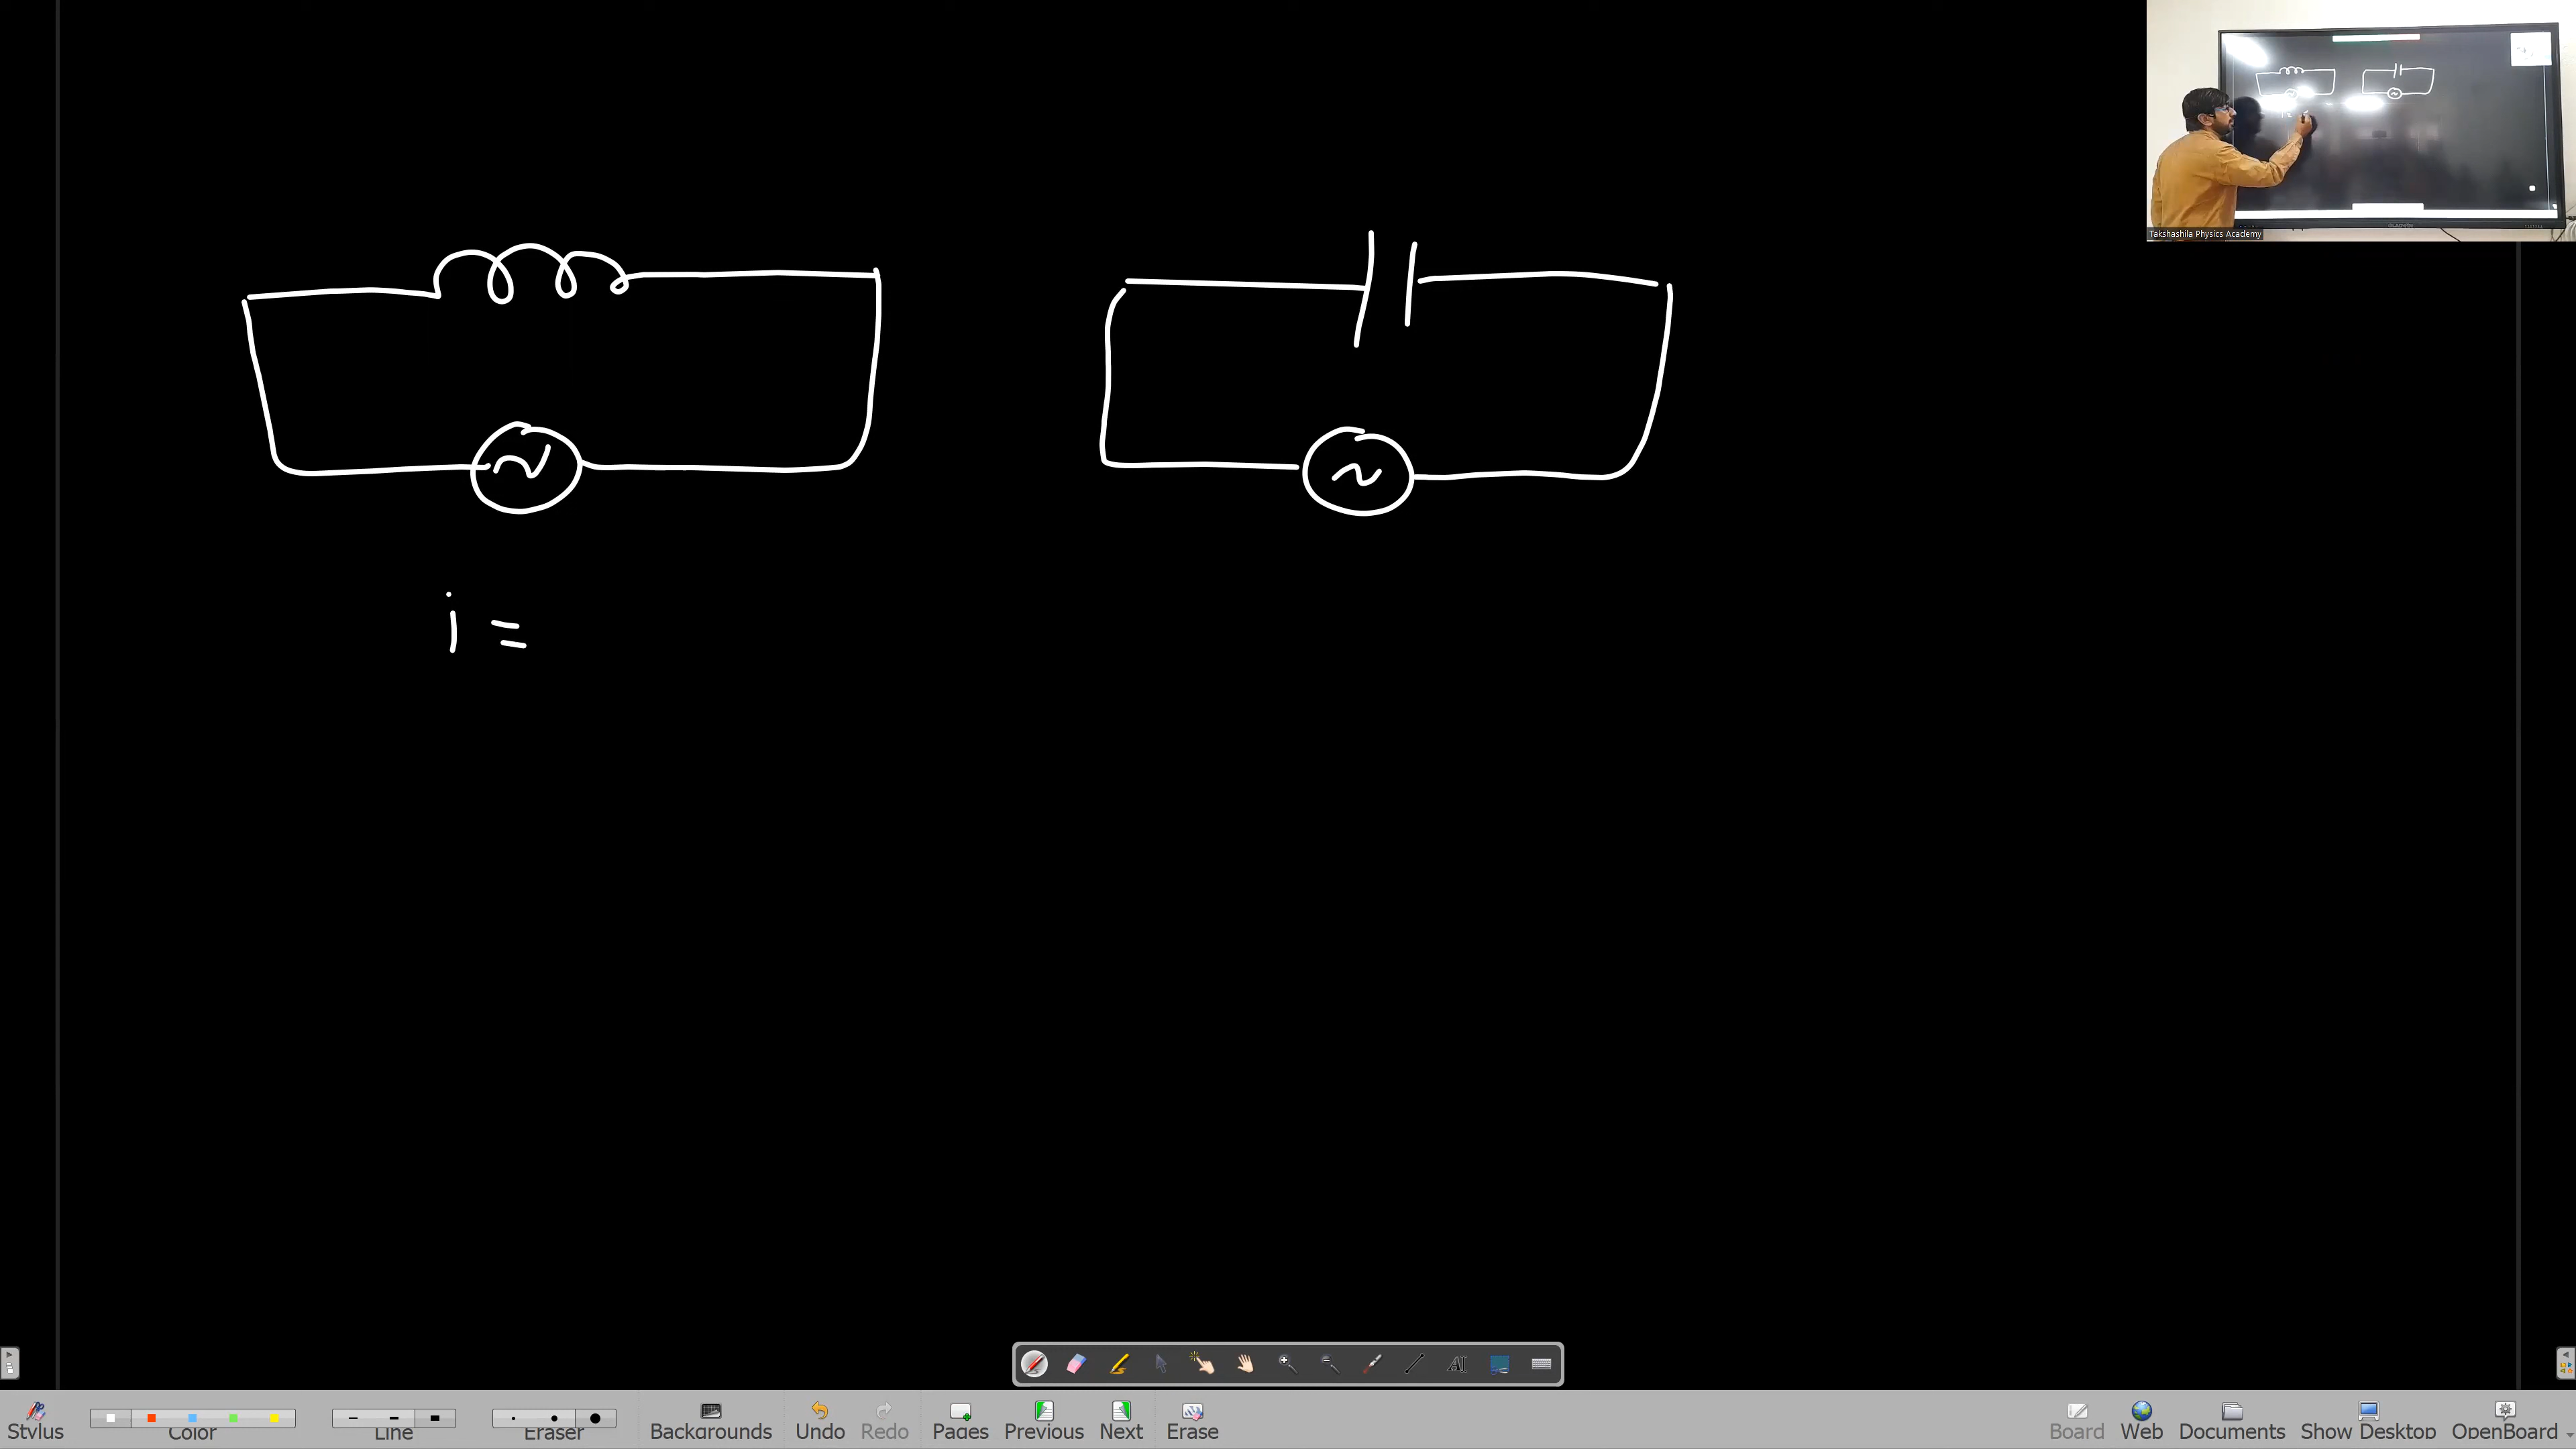 Takshashila Physics Academy
i =
Stylus
Color
Line
Eraser
Backgrounds
Undo
Redo
Pages
Previous
Next
Erase
Board
Web
Documents
Show Desktop
OpenBoard